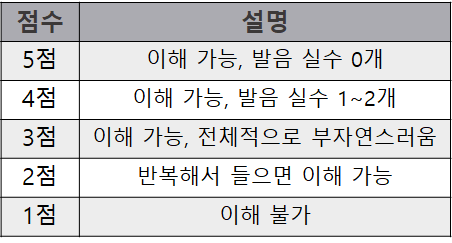 점수 설명
5점 이해 가능, 발음 실수 0개
4점 이해 가능, 발음 실수 1~2개
3점 이해 가능, 전체적으로 부자연스러움
2점 반복해서 들으면 이해 가능
1점 이해 불가